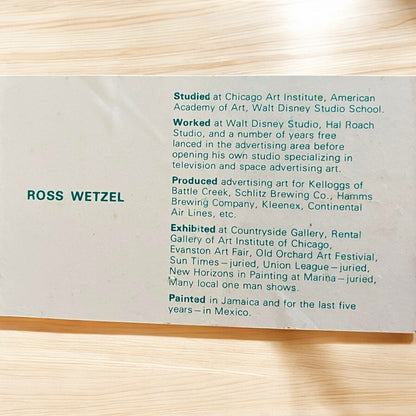 Studied at Chicago Art Institute, American
Academy of Art, Walt Disney Studio School.
Worked at Walt Disney Studio, Hal Roach
Studio, and a number of years free
lanced in the advertising area before
opening his own studio specializing in
television and space advertising art.
ROSS WETZEL
Produced advertising art for Kelloggs of
Battle Creek, Schlitz Brewing Co., Hamms
Brewing Company, Kleenex, Continental
Air Lines, etc.
Exhibited at Countryside Gallery, Rental
Gallery of Art Institute of Chicago,
Evanston Art Fair, Old Orchard Art Festivial,
Sun Times—juried, Union League—juried,
New Horizons in Painting at Marina—juried,
Many local one man shows.
Painted in Jamaica and for the last five
years—in Mexico.